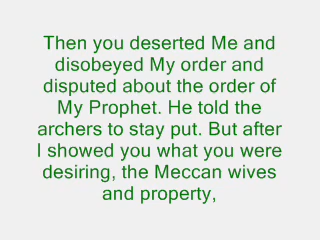 Then you deserted Me and
disobeyed My order and
disputed about the order of
My Prophet. He told the
archers to stay put. But after
I showed you what you were
desiring, the Meccan wives
and property,